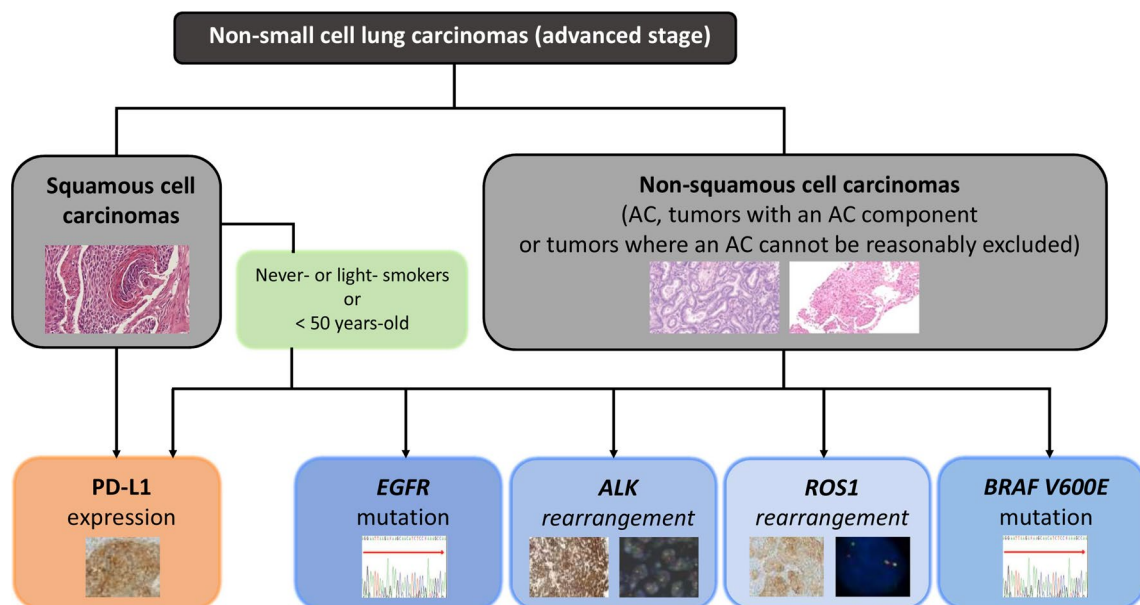 Non-small cell lung carcinomas (advanced stage)
Squamous cell
carcinomas
Non-squamous cell carcinomas
(AC, tumors with an AC component
or tumors where an AC cannot be reasonably excluded)
Never- or light- smokers
or
< 50 years-old
PD-L1
expression
EGFR
mutation
ALK
rearrangement
ROS1
rearrangement
BRAF V600E
mutation